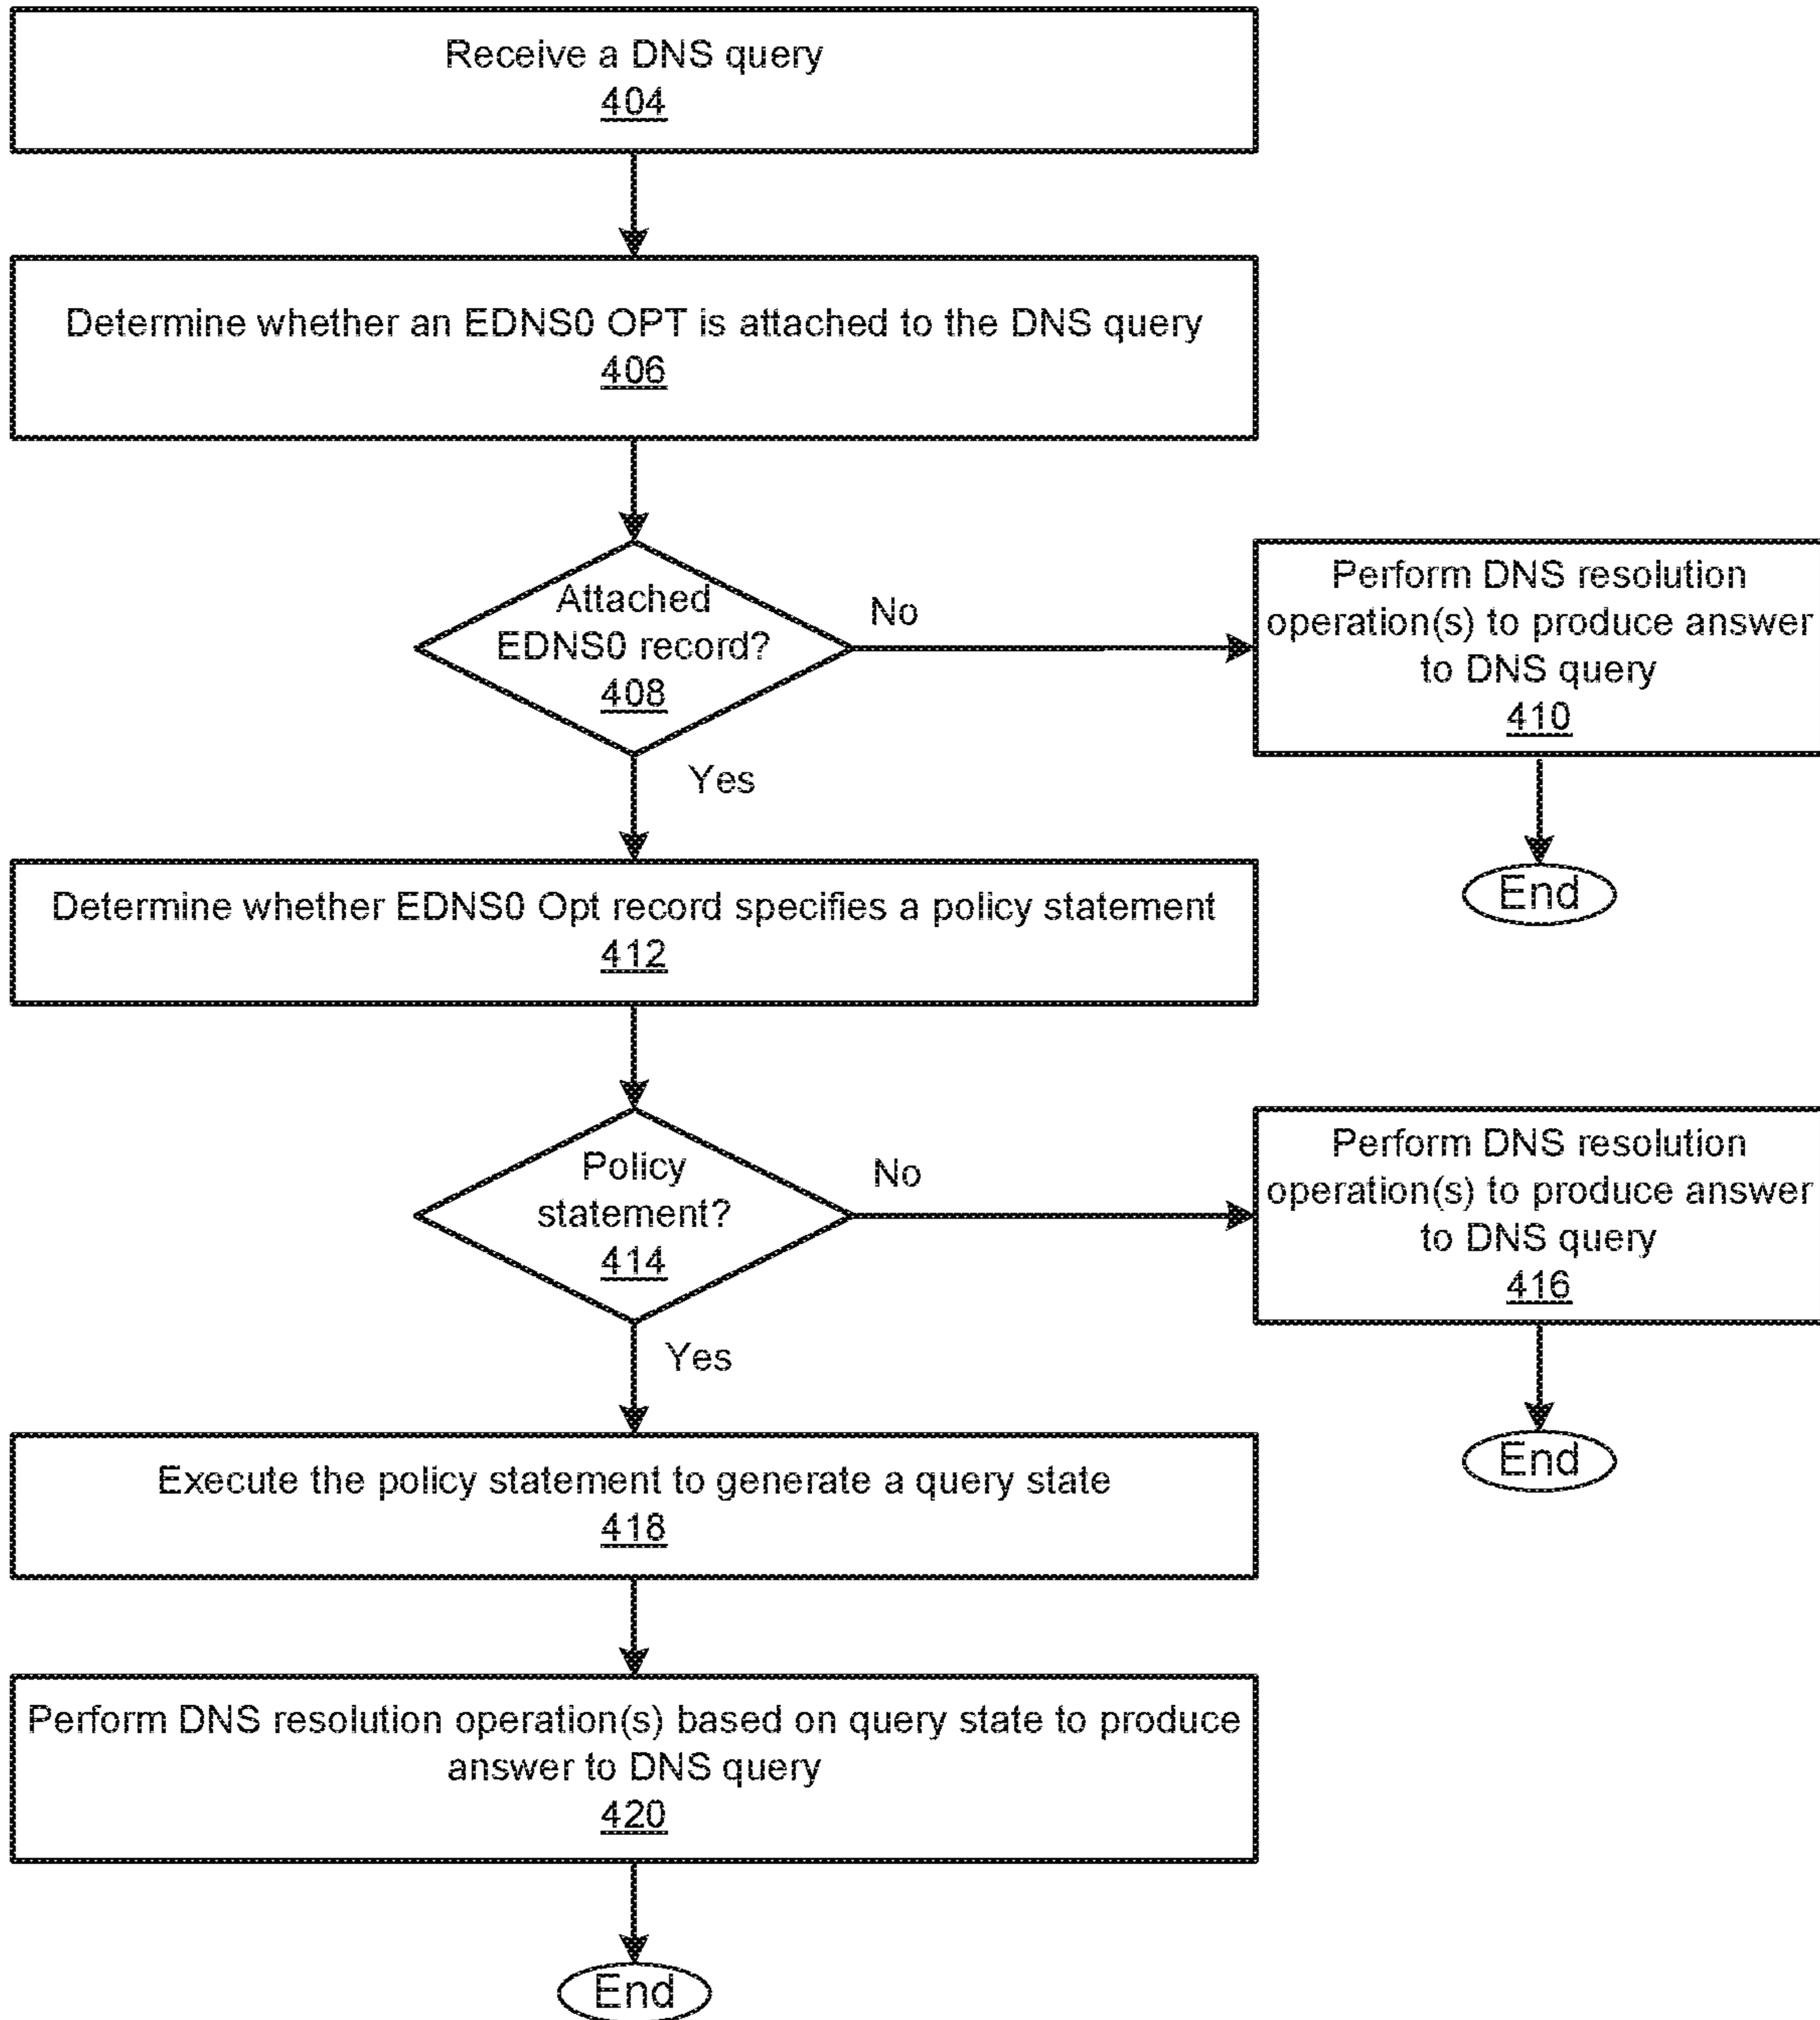 Receive a DNS query
404
Determine whether an EDNS0 OPT is attached to the DNS query
406
Attached
EDNS0 record?
408
No
Perform DNS resolution
operation(s) to produce answer
to DNS query
410
End
Yes
Determine whether EDNS0 Opt record specifies a policy statement
412
Policy
statement?
414
No
Perform DNS resolution
operation(s) to produce answer
to DNS query
416
End
Yes
Execute the policy statement to generate a query state
418
Perform DNS resolution operation(s) based on query state to produce
answer to DNS query
420
End